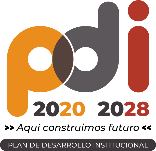 pdi
2020 2028
>> Aquí construimos futuro <<
PLAN DE DESARROLLO INSTITUCIONAL